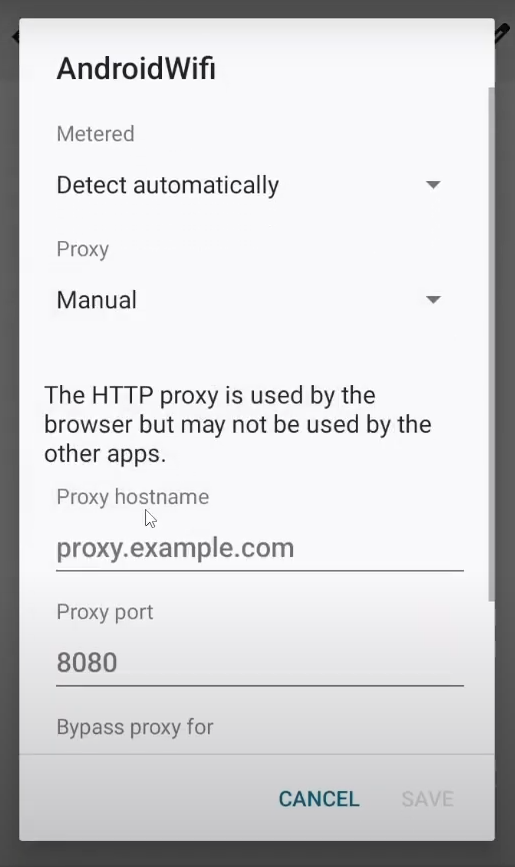 AndroidWifi
Metered
Detect automatically
Proxy
Manual
The HTTP proxy is used by the
browser but may not be used by the
other apps.
Proxy hostname
proxy.example.com
Proxy port
8080
Bypass proxy for
CANCEL
SAVE